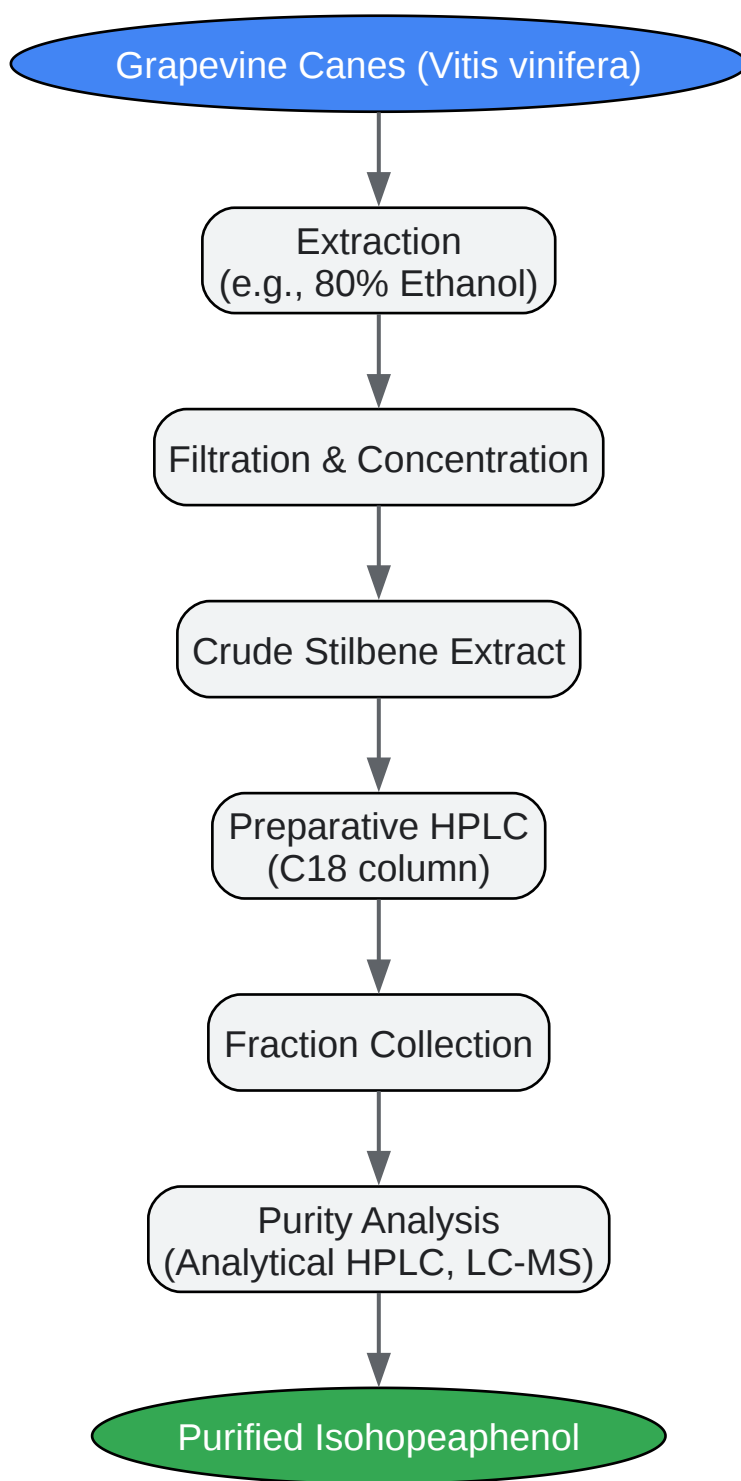 Grapevine Canes (Vitis vinifera)
Extraction
(e.g., 80% Ethanol)
Filtration & Concentration
Crude Stilbene Extract
Preparative HPLC
(C18 column)
Fraction Collection
Purity Analysis
(Analytical HPLC, LC-MS)
Purified Isohopeaphenol